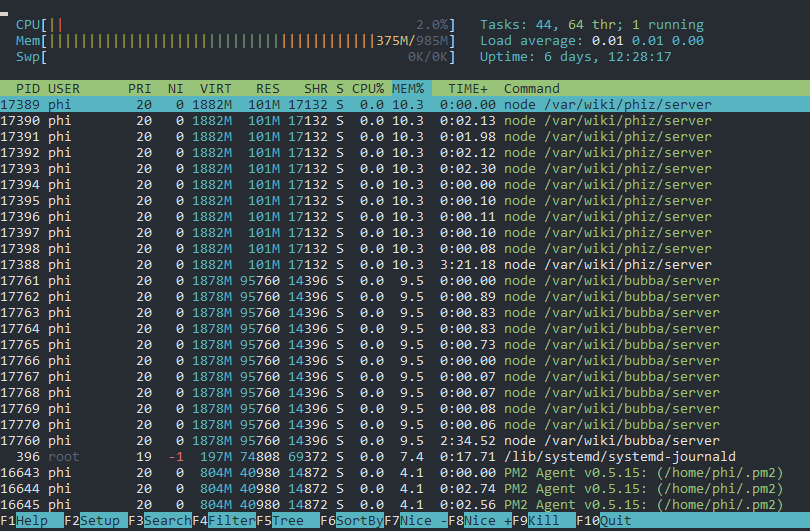 CPU[|| 2.0%] Tasks: 44, 64 thr; 1 running
Mem[||||||||||||||||||||||||||||||||||||||||375M/985M] Load average: 0.01 0.01 0.00
Swp[ 0K/0K] Uptime: 6 days, 12:28:17
PID USER PRI NI VIRT RES SHR S CPU% MEM% TIME+ Command
17389 phi 20 0 1882M 101M 17132 S 0.0 10.3 0:00.00 node /var/wiki/phiz/server
17390 phi 20 0 1882M 101M 17132 S 0.0 10.3 0:02.13 node /var/wiki/phiz/server
17391 phi 20 0 1882M 101M 17132 S 0.0 10.3 0:01.98 node /var/wiki/phiz/server
17392 phi 20 0 1882M 101M 17132 S 0.0 10.3 0:02.12 node /var/wiki/phiz/server
17393 phi 20 0 1882M 101M 17132 S 0.0 10.3 0:02.30 node /var/wiki/phiz/server
17394 phi 20 0 1882M 101M 17132 S 0.0 10.3 0:00.00 node /var/wiki/phiz/server
17395 phi 20 0 1882M 101M 17132 S 0.0 10.3 0:00.10 node /var/wiki/phiz/server
17396 phi 20 0 1882M 101M 17132 S 0.0 10.3 0:00.11 node /var/wiki/phiz/server
17397 phi 20 0 1882M 101M 17132 S 0.0 10.3 0:00.10 node /var/wiki/phiz/server
17398 phi 20 0 1882M 101M 17132 S 0.0 10.3 0:00.08 node /var/wiki/phiz/server
17388 phi 20 0 1882M 101M 17132 S 0.0 10.3 3:21.18 node /var/wiki/phiz/server
17761 phi 20 0 1878M 95760 14396 S 0.0 9.5 0:00.00 node /var/wiki/bubba/server
17762 phi 20 0 1878M 95760 14396 S 0.0 9.5 0:00.89 node /var/wiki/bubba/server
17763 phi 20 0 1878M 95760 14396 S 0.0 9.5 0:00.83 node /var/wiki/bubba/server
17764 phi 20 0 1878M 95760 14396 S 0.0 9.5 0:00.83 node /var/wiki/bubba/server
17765 phi 20 0 1878M 95760 14396 S 0.0 9.5 0:00.73 node /var/wiki/bubba/server
17766 phi 20 0 1878M 95760 14396 S 0.0 9.5 0:00.00 node /var/wiki/bubba/server
17767 phi 20 0 1878M 95760 14396 S 0.0 9.5 0:00.07 node /var/wiki/bubba/server
17768 phi 20 0 1878M 95760 14396 S 0.0 9.5 0:00.07 node /var/wiki/bubba/server
17769 phi 20 0 1878M 95760 14396 S 0.0 9.5 0:00.08 node /var/wiki/bubba/server
17770 phi 20 0 1878M 95760 14396 S 0.0 9.5 0:00.06 node /var/wiki/bubba/server
17760 phi 20 0 1878M 95760 14396 S 0.0 9.5 2:34.52 node /var/wiki/bubba/server
396 root 19 -1 197M 74808 69372 S 0.0 7.4 0:17.71 /lib/systemd/systemd-journald
16643 phi 20 0 804M 40980 14872 S 0.0 4.1 0:00.00 PM2 Agent v0.5.15: (/home/phi/.pm2)
16644 phi 20 0 804M 40980 14872 S 0.0 4.1 0:02.74 PM2 Agent v0.5.15: (/home/phi/.pm2)
16645 phi 20 0 804M 40980 14872 S 0.0 4.1 0:02.56 PM2 Agent v0.5.15: (/home/phi/.pm2)
F1Help F2Setup F3SearchF4FilterF5Tree F6SortByF7Nice -F8Nice +F9Kill F10Quit